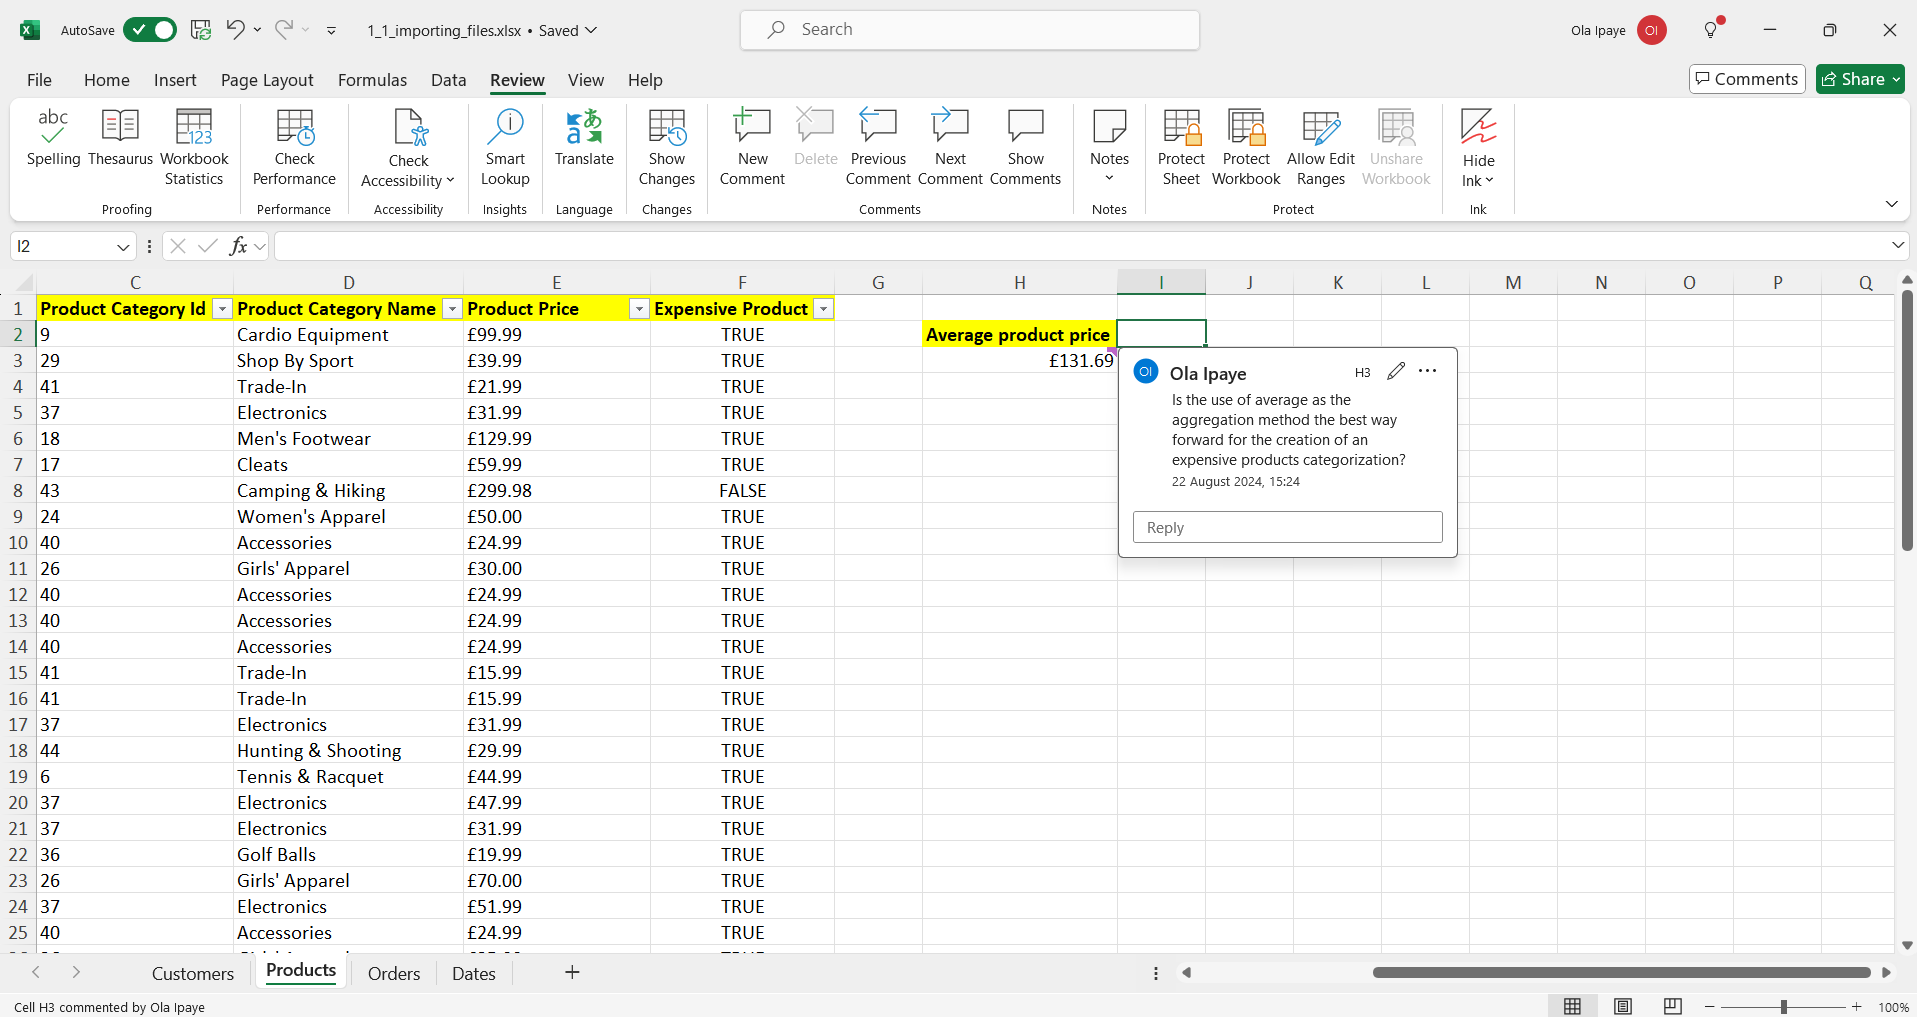 AutoSave 1_1_importing_files.xlsx • Saved Search Ola Ipaye OI
File Home Insert Page Layout Formulas Data Review View Help Comments Share
abc
Spelling Thesaurus Workbook Statistics Check Performance Check Accessibility Smart Lookup Translate Show Changes New Comment Delete Previous Comment Next Comment Show Comments Notes Protect Sheet Protect Workbook Allow Edit Ranges Unshare Workbook Hide Ink
Proofing Performance Accessibility Insights Language Changes Comments Notes Protect Ink
I2 fx
C D E F G H I J K L M N O P Q
1 Product Category Id Product Category Name Product Price Expensive Product
2 9 Cardio Equipment £99.99 TRUE Average product price
3 29 Shop By Sport £39.99 TRUE £131.69
4 41 Trade-In £21.99 TRUE
5 37 Electronics £31.99 TRUE
6 18 Men's Footwear £129.99 TRUE
7 17 Cleats £59.99 TRUE
8 43 Camping & Hiking £299.98 FALSE
9 24 Women's Apparel £50.00 TRUE
10 40 Accessories £24.99 TRUE
11 26 Girls' Apparel £30.00 TRUE
12 40 Accessories £24.99 TRUE
13 40 Accessories £24.99 TRUE
14 40 Accessories £24.99 TRUE
15 41 Trade-In £15.99 TRUE
16 41 Trade-In £15.99 TRUE
17 37 Electronics £31.99 TRUE
18 44 Hunting & Shooting £29.99 TRUE
19 6 Tennis & Racquet £44.99 TRUE
20 37 Electronics £47.99 TRUE
21 37 Electronics £31.99 TRUE
22 36 Golf Balls £19.99 TRUE
23 26 Girls' Apparel £70.00 TRUE
24 37 Electronics £51.99 TRUE
25 40 Accessories £24.99 TRUE
OI Ola Ipaye H3
Is the use of average as the
aggregation method the best way
forward for the creation of an
expensive products categorization?
22 August 2024, 15:24
Reply
Customers Products Orders Dates
Cell H3 commented by Ola Ipaye 100%